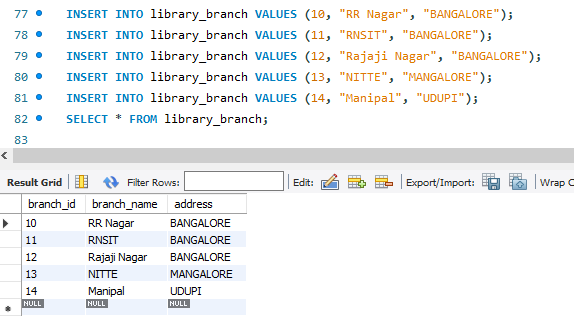 77 INSERT INTO library_branch VALUES (10, "RR Nagar", "BANGALORE");
78 INSERT INTO library_branch VALUES (11, "RNSIT", "BANGALORE");
79 INSERT INTO library_branch VALUES (12, "Rajaji Nagar", "BANGALORE");
80 INSERT INTO library_branch VALUES (13, "NITTE", "MANGALORE");
81 INSERT INTO library_branch VALUES (14, "Manipal", "UDUPI");
82 SELECT * FROM library_branch;
83
Result Grid Filter Rows: Edit: Export/Import: Wrap C
branch_id branch_name address
10 RR Nagar BANGALORE
11 RNSIT BANGALORE
12 Rajaji Nagar BANGALORE
13 NITTE MANGALORE
14 Manipal UDUPI
NULL NULL NULL